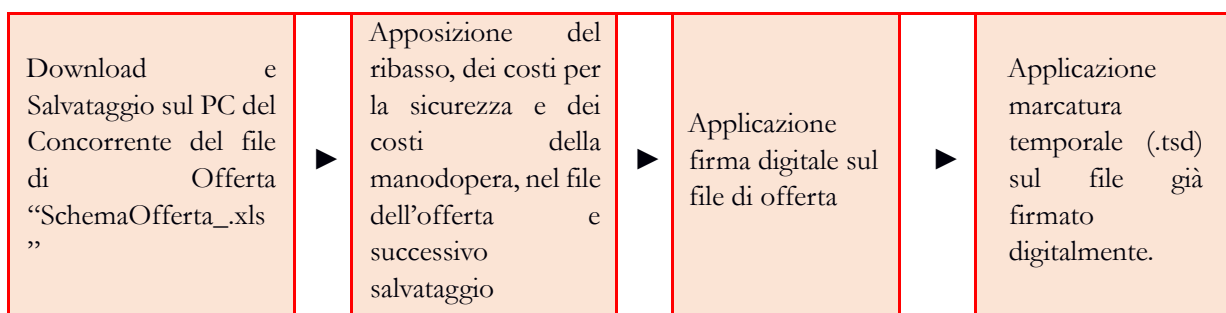 Download e
Salvataggio sul PC del
Concorrente del file
di Offerta
“SchemaOfferta_.xls
”
►
Apposizione del
ribasso, dei costi per
la sicurezza e dei
costi della
manodopera, nel file
dell’offerta e
successivo
salvataggio
►
Applicazione
firma digitale sul
file di offerta
►
Applicazione
marcatura
temporale (.tsd)
sul file già
firmato
digitalmente.